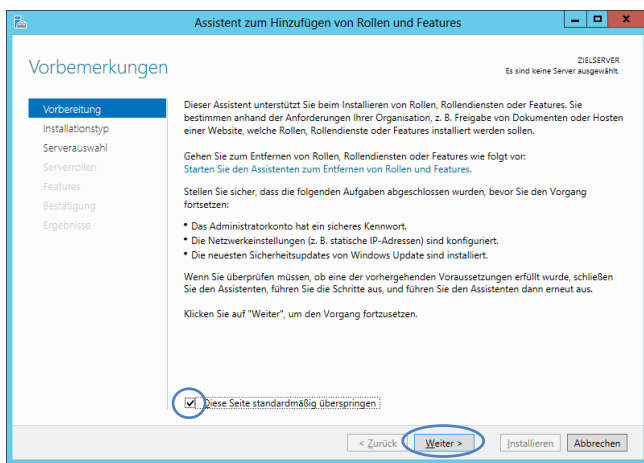 Assistent zum Hinzufügen von Rollen und Features
Vorbemerkungen
ZIELSERVER
Es sind keine Server ausgewählt.
Vorbereitung
Installationstyp
Serverauswahl
Serverrollen
Features
Bestätigung
Ergebnisse
Dieser Assistent unterstützt Sie beim Installieren von Rollen, Rollendiensten oder Features. Sie
bestimmen anhand der Anforderungen Ihrer Organisation, z. B. Freigabe von Dokumenten oder Hosten
einer Website, welche Rollen, Rollendienste oder Features installiert werden sollen.
Gehen Sie zum Entfernen von Rollen, Rollendiensten oder Features wie folgt vor:
Starten Sie den Assistenten zum Entfernen von Rollen und Features.
Stellen Sie sicher, dass die folgenden Aufgaben abgeschlossen wurden, bevor Sie den Vorgang
fortsetzen:
• Das Administratorkonto hat ein sicheres Kennwort.
• Die Netzwerkeinstellungen (z. B. statische IP-Adressen) sind konfiguriert.
• Die neuesten Sicherheitsupdates von Windows Update sind installiert.
Wenn Sie überprüfen müssen, ob eine der vorhergehenden Voraussetzungen erfüllt wurde, schließen
Sie den Assistenten, führen Sie die Schritte aus, und führen Sie den Assistenten dann erneut aus.
Klicken Sie auf "Weiter", um den Vorgang fortzusetzen.
Diese Seite standardmäßig überspringen
< Zurück Weiter > Installieren Abbrechen